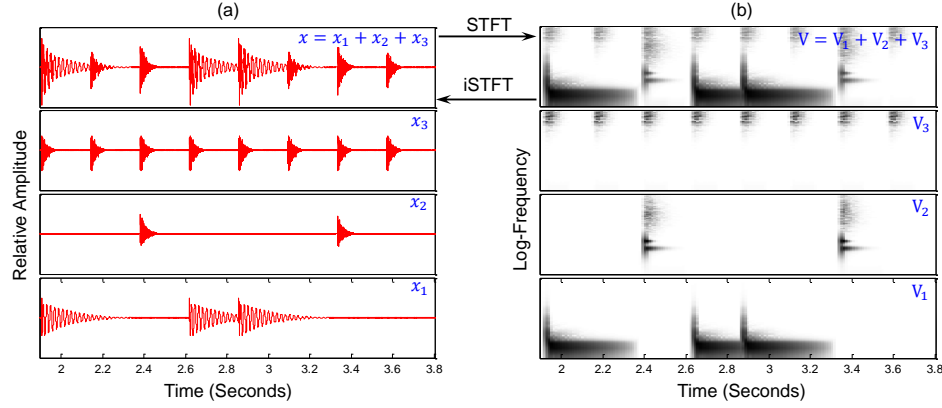 (a)
STFT
(b)
x = x₁ + x₂ + x₃
V = V₁ + V₂ + V₃
iSTFT
x₃
V₃
x₂
V₂
x₁
V₁
Relative Amplitude
Log-Frequency
2 2.2 2.4 2.6 2.8 3 3.2 3.4 3.6 3.8
2 2.2 2.4 2.6 2.8 3 3.2 3.4 3.6 3.8
Time (Seconds)
Time (Seconds)